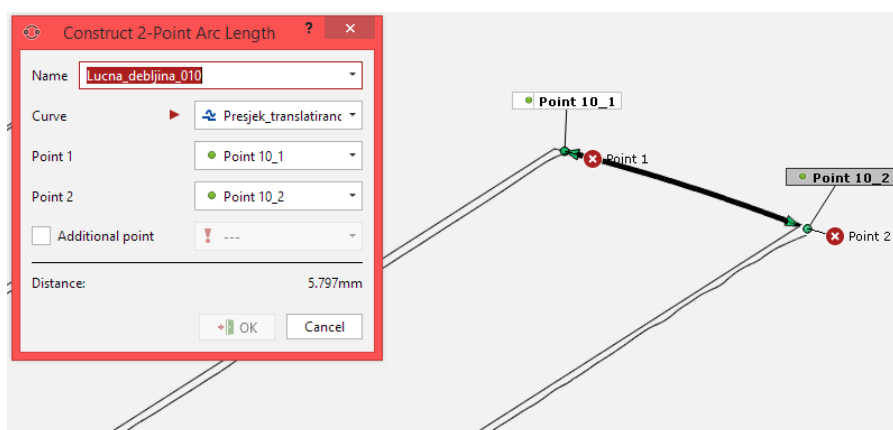 Construct 2-Point Arc Length ? ×
Name Lucna_debljina_010
Curve Presjek_translatiranc
Point 1 Point 10_1
Point 2 Point 10_2
Additional point ---
Distance: 5.797mm
OK Cancel
Point 10_1
Point 1
Point 10_2
Point 2